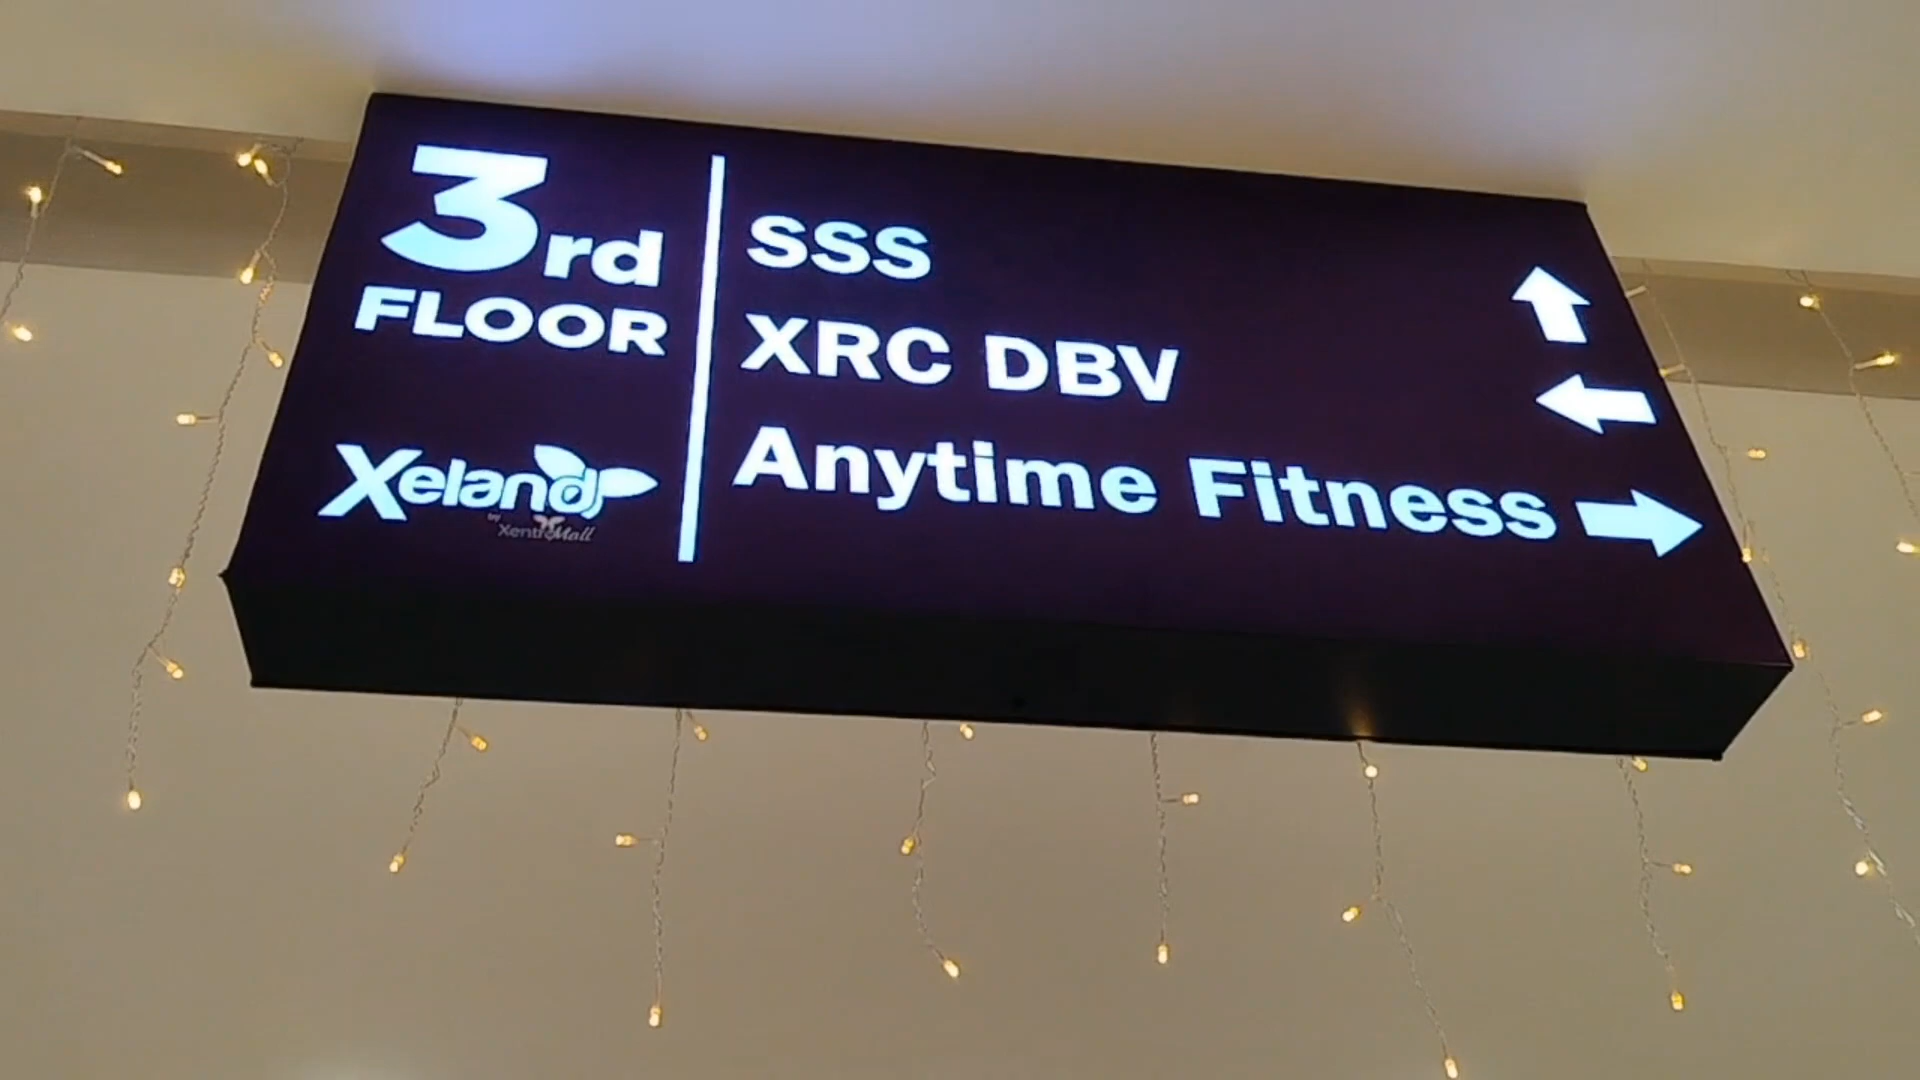 3rd
FLOOR
Xeland
by XentroMall
SSS
XRC DBV
Anytime Fitness